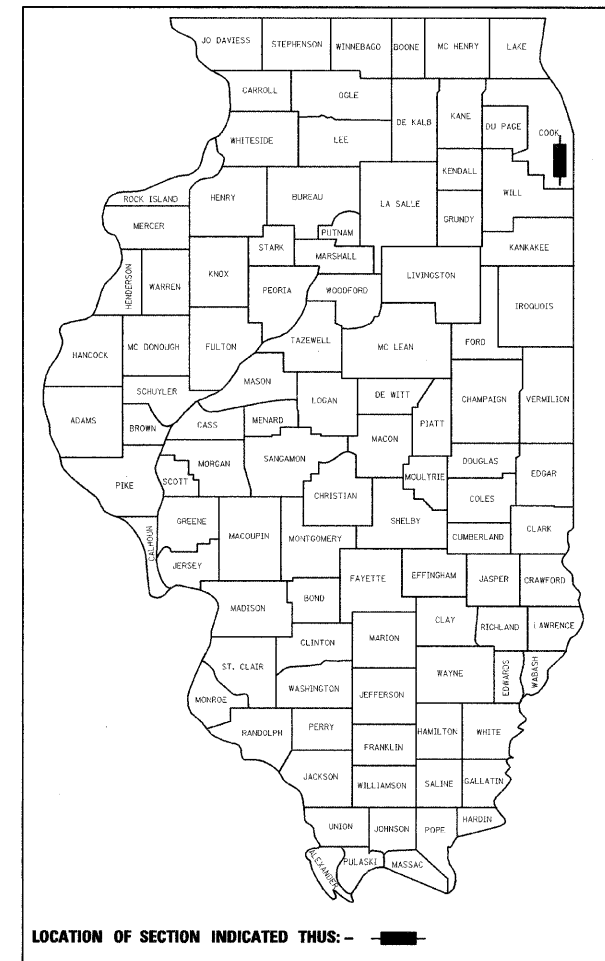 JO DAVIESS
STEPHENSON
WINNEBAGO
BOONE
MC HENRY
LAKE
CARROLL
OGLE
DE KALB
KANE
DU PAGE
COOK
WHITESIDE
LEE
KENDALL
WILL
ROCK ISLAND
HENRY
BUREAU
LA SALLE
GRUNDY
MERCER
PUTNAM
KANKAKEE
STARK
MARSHALL
HENDERSON
WARREN
KNOX
PEORIA
WOODFORD
LIVINGSTON
IROQUOIS
HANCOCK
MC DONOUGH
FULTON
TAZEWELL
MC LEAN
FORD
SCHUYLER
MASON
LOGAN
DE WITT
CHAMPAIGN
VERMILION
ADAMS
BROWN
CASS
MENARD
MACON
PIATT
PIKE
SCOTT
MORGAN
SANGAMON
CHRISTIAN
MOULTRIE
DOUGLAS
EDGAR
COLES
CALHOUN
GREENE
MACOUPIN
MONTGOMERY
SHELBY
CUMBERLAND
CLARK
JERSEY
FAYETTE
EFFINGHAM
JASPER
CRAWFORD
MADISON
BOND
CLAY
RICHLAND
LAWRENCE
CLINTON
MARION
ST. CLAIR
WAYNE
EDWARDS
WABASH
WASHINGTON
JEFFERSON
MONROE
RANDOLPH
PERRY
HAMILTON
WHITE
FRANKLIN
JACKSON
WILLIAMSON
SALINE
GALLATIN
UNION
JOHNSON
POPE
HARDIN
ALEXANDER
PULASKI
MASSAC
LOCATION OF SECTION INDICATED THUS: -